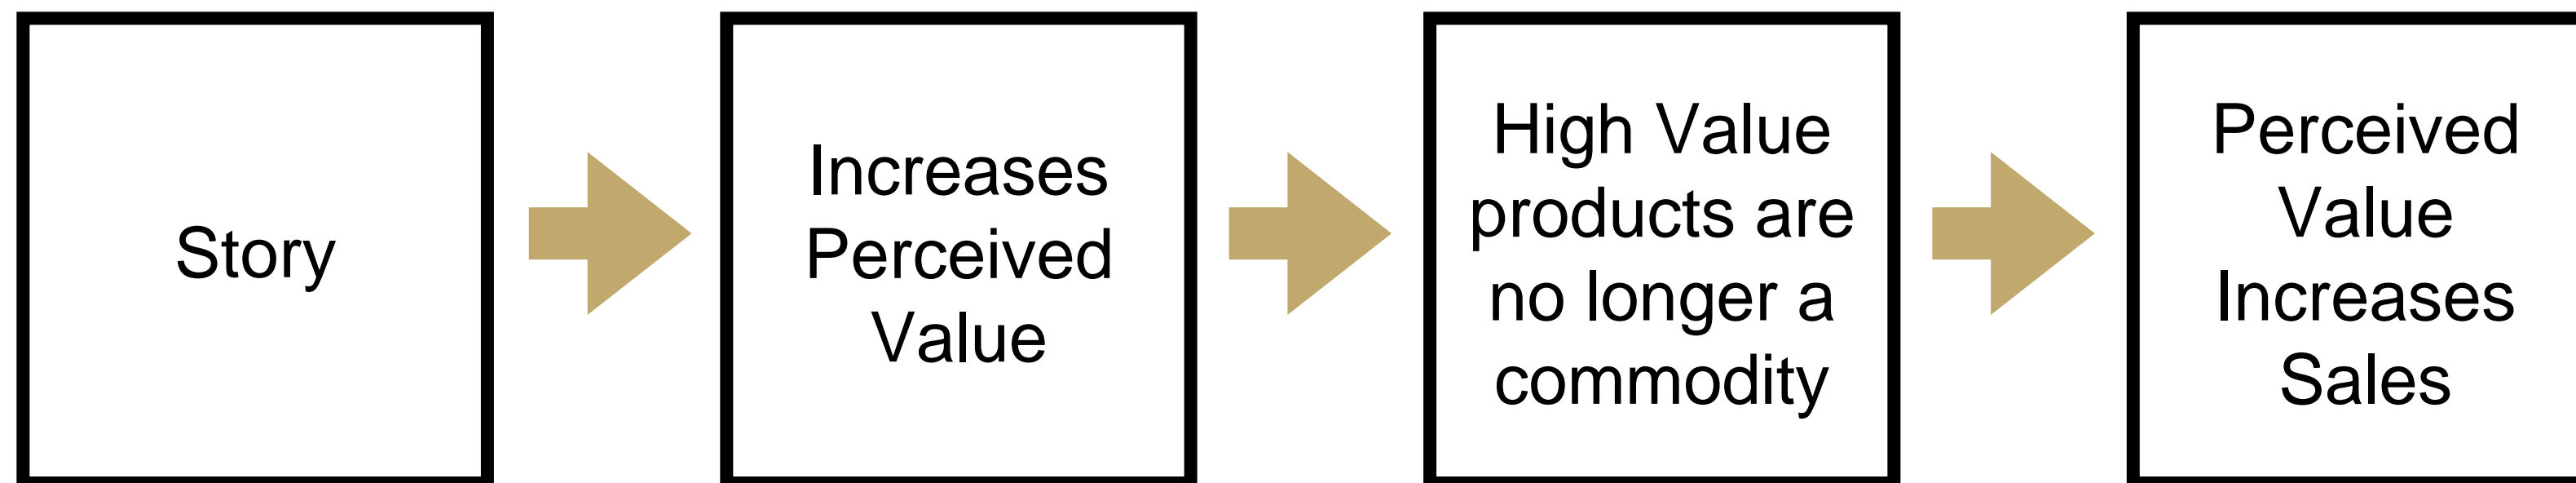 Story
Increases
Perceived
Value
High Value
products are
no longer a
commodity
Perceived
Value
Increases
Sales